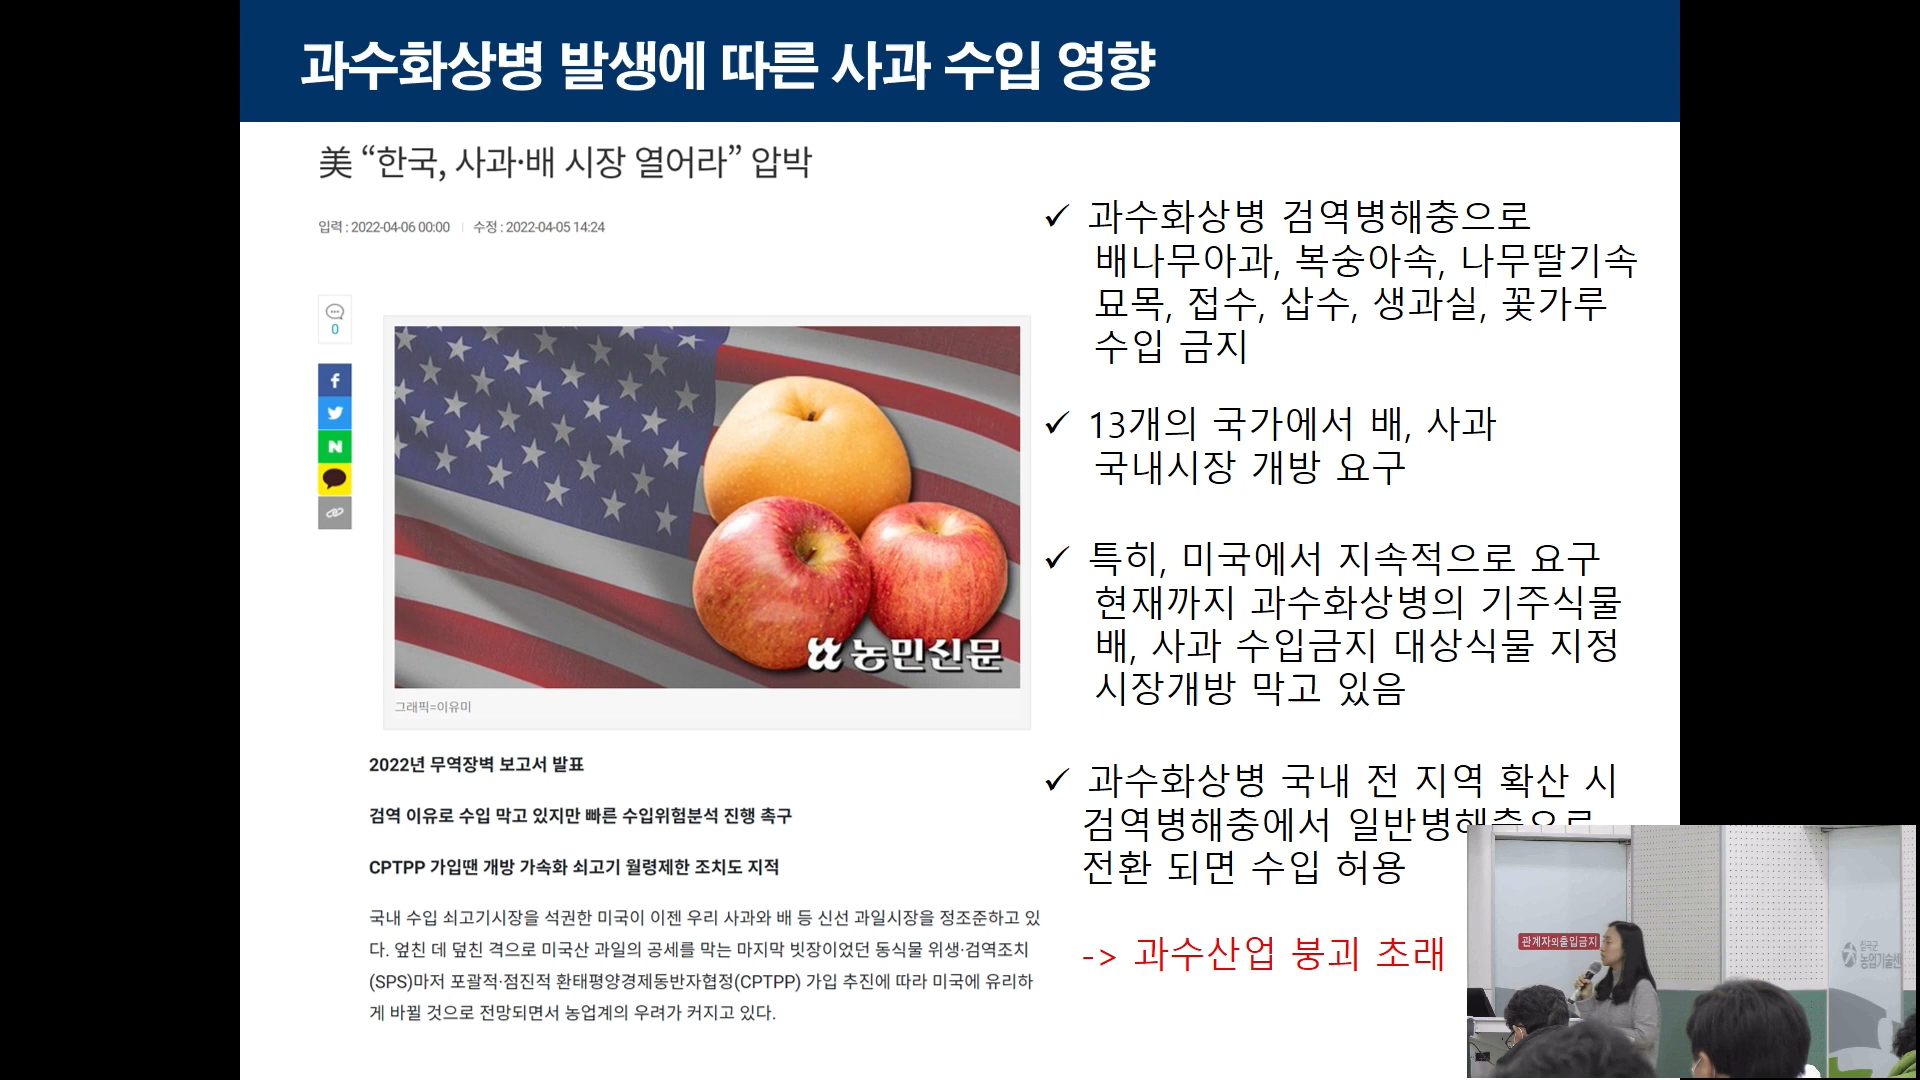 과수화상병 발생에 따른 사과 수입 영향
美 “한국, 사과·배 시장 열어라” 압박
입력 : 2022-04-06 00:00 | 수정 : 2022-04-05 14:24
0
f
N
농민신문
그래픽=이유미
2022년 무역장벽 보고서 발표
검역 이유로 수입 막고 있지만 빠른 수입위험분석 진행 촉구
CPTPP 가입땐 개방 가속화 쇠고기 월령제한 조치도 지적
국내 수입 쇠고기시장을 석권한 미국이 이젠 우리 사과와 배 등 신선 과일시장을 정조준하고 있
다. 엎친 데 덮친 격으로 미국산 과일의 공세를 막는 마지막 빗장이었던 동식물 위생·검역조치
(SPS)마저 포괄적·점진적 환태평양경제동반자협정(CPTPP) 가입 추진에 따라 미국에 유리하
게 바뀔 것으로 전망되면서 농업계의 우려가 커지고 있다.
✓ 과수화상병 검역병해충으로
배나무아과, 복숭아속, 나무딸기속
묘목, 접수, 삽수, 생과실, 꽃가루
수입 금지
✓ 13개의 국가에서 배, 사과
국내시장 개방 요구
✓ 특히, 미국에서 지속적으로 요구
현재까지 과수화상병의 기주식물
배, 사과 수입금지 대상식물 지정
시장개방 막고 있음
✓ 과수화상병 국내 전 지역 확산 시
검역병해충에서 일반병해충으로
전환 되면 수입 허용
-> 과수산업 붕괴 초래
관계자외출입금지
농업기술센